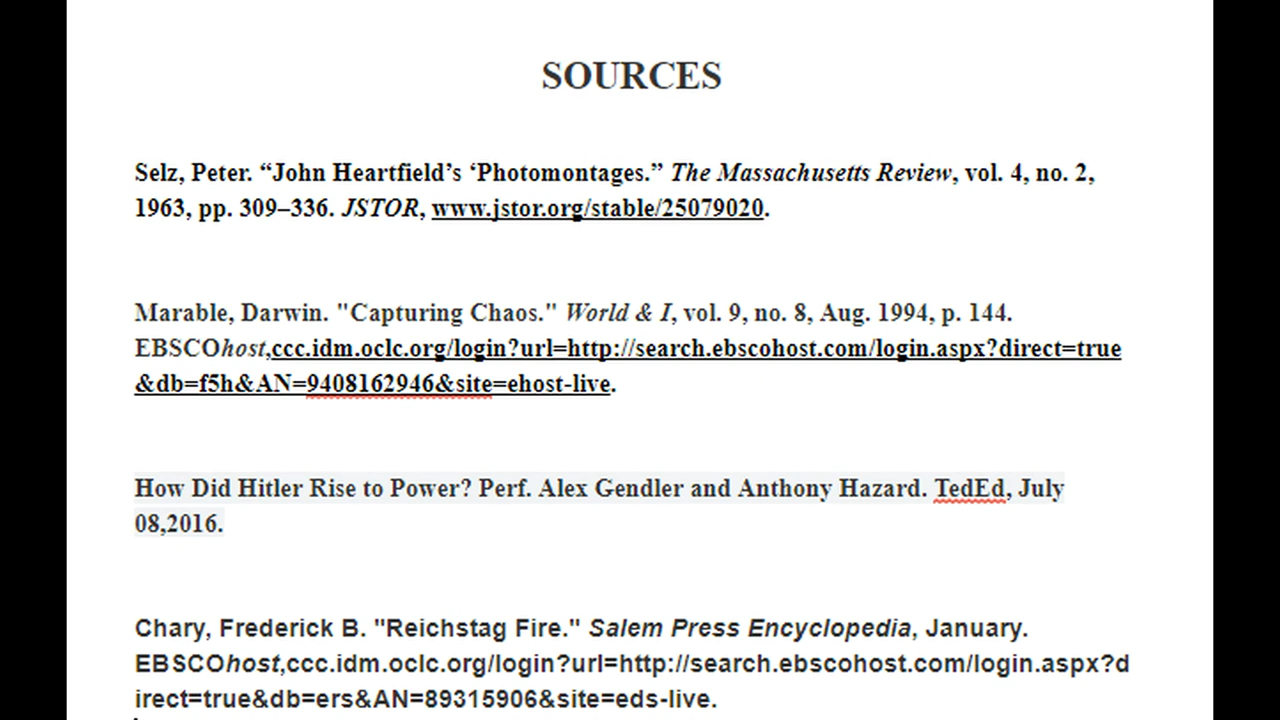 SOURCES
Selz, Peter. “John Heartfield’s ‘Photomontages.” The Massachusetts Review, vol. 4, no. 2,
1963, pp. 309–336. JSTOR, www.jstor.org/stable/25079020.
Marable, Darwin. "Capturing Chaos." World & I, vol. 9, no. 8, Aug. 1994, p. 144.
EBSCOhost,ccc.idm.oclc.org/login?url=http://search.ebscohost.com/login.aspx?direct=true
&db=f5h&AN=9408162946&site=ehost-live.
How Did Hitler Rise to Power? Perf. Alex Gendler and Anthony Hazard. TedEd, July
08,2016.
Chary, Frederick B. "Reichstag Fire." Salem Press Encyclopedia, January.
EBSCOhost,ccc.idm.oclc.org/login?url=http://search.ebscohost.com/login.aspx?d
irect=true&db=ers&AN=89315906&site=eds-live.